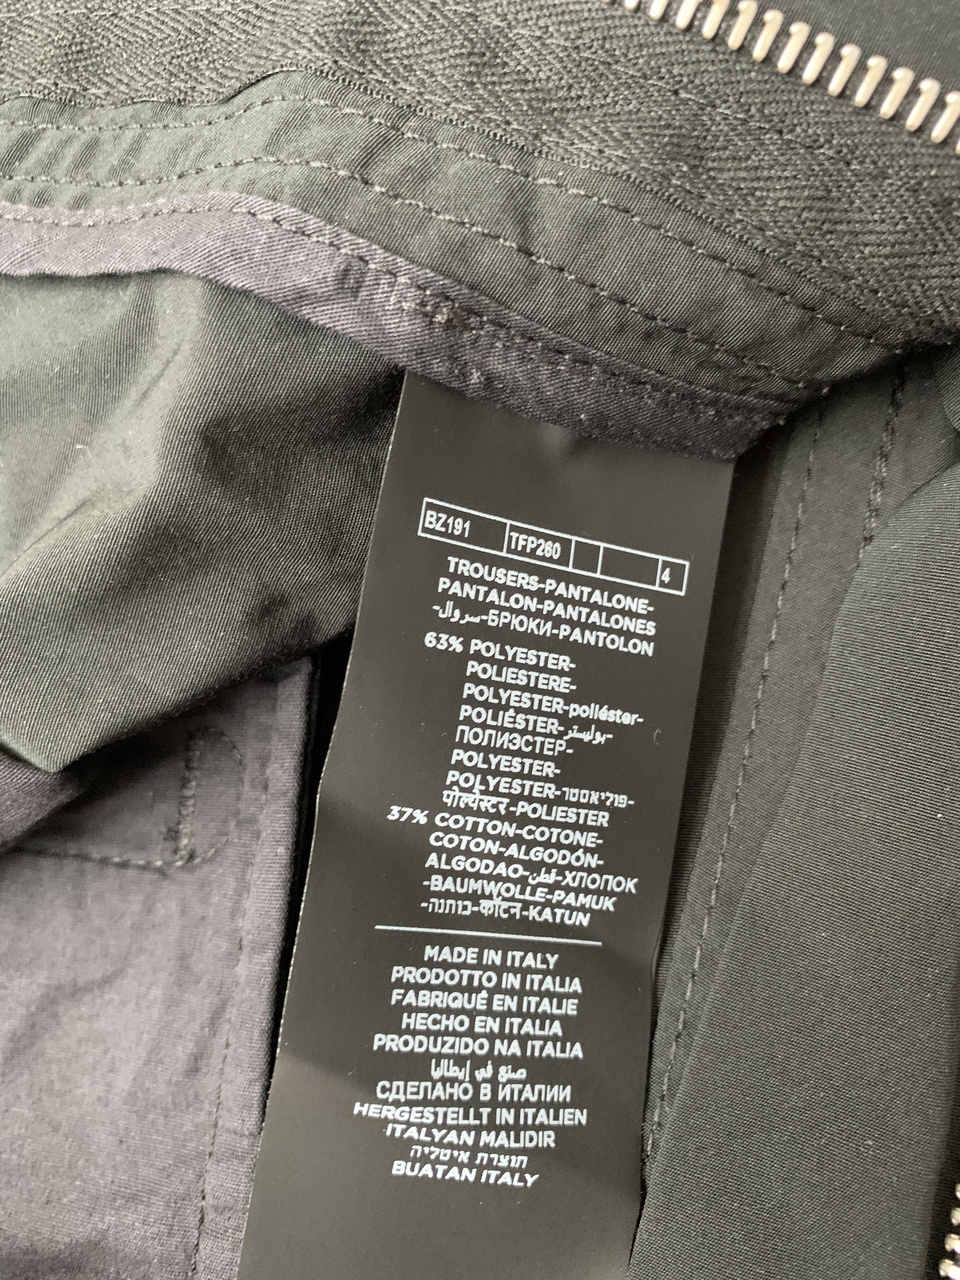 BZ191 TFP260 4
TROUSERS-PANTALONE-
PANTALON-PANTALONES
-سروال-БРЮКИ-PANTOLON
63% POLYESTER-
POLIESTERE-
POLYESTER-poliéster-
POLIÉSTER-بوليستر-
ПОЛИЭСТЕР-
POLYESTER-
POLYESTER-פוליאסטר-
पोल्येस्टर-POLIESTER
37% COTTON-COTONE-
COTON-ALGODÓN-
ALGODAO-قطن-ХЛОПОК
-BAUMWOLLE-PAMUK
-כותנה-कॉटन-KATUN
MADE IN ITALY
PRODOTTO IN ITALIA
FABRIQUÉ EN ITALIE
HECHO EN ITALIA
PRODUZIDO NA ITALIA
صنع في إيطاليا
СДЕЛАНО В ИТАЛИИ
HERGESTELLT IN ITALIEN
ITALYAN MALIDIR
תוצרת איטליה
BUATAN ITALY